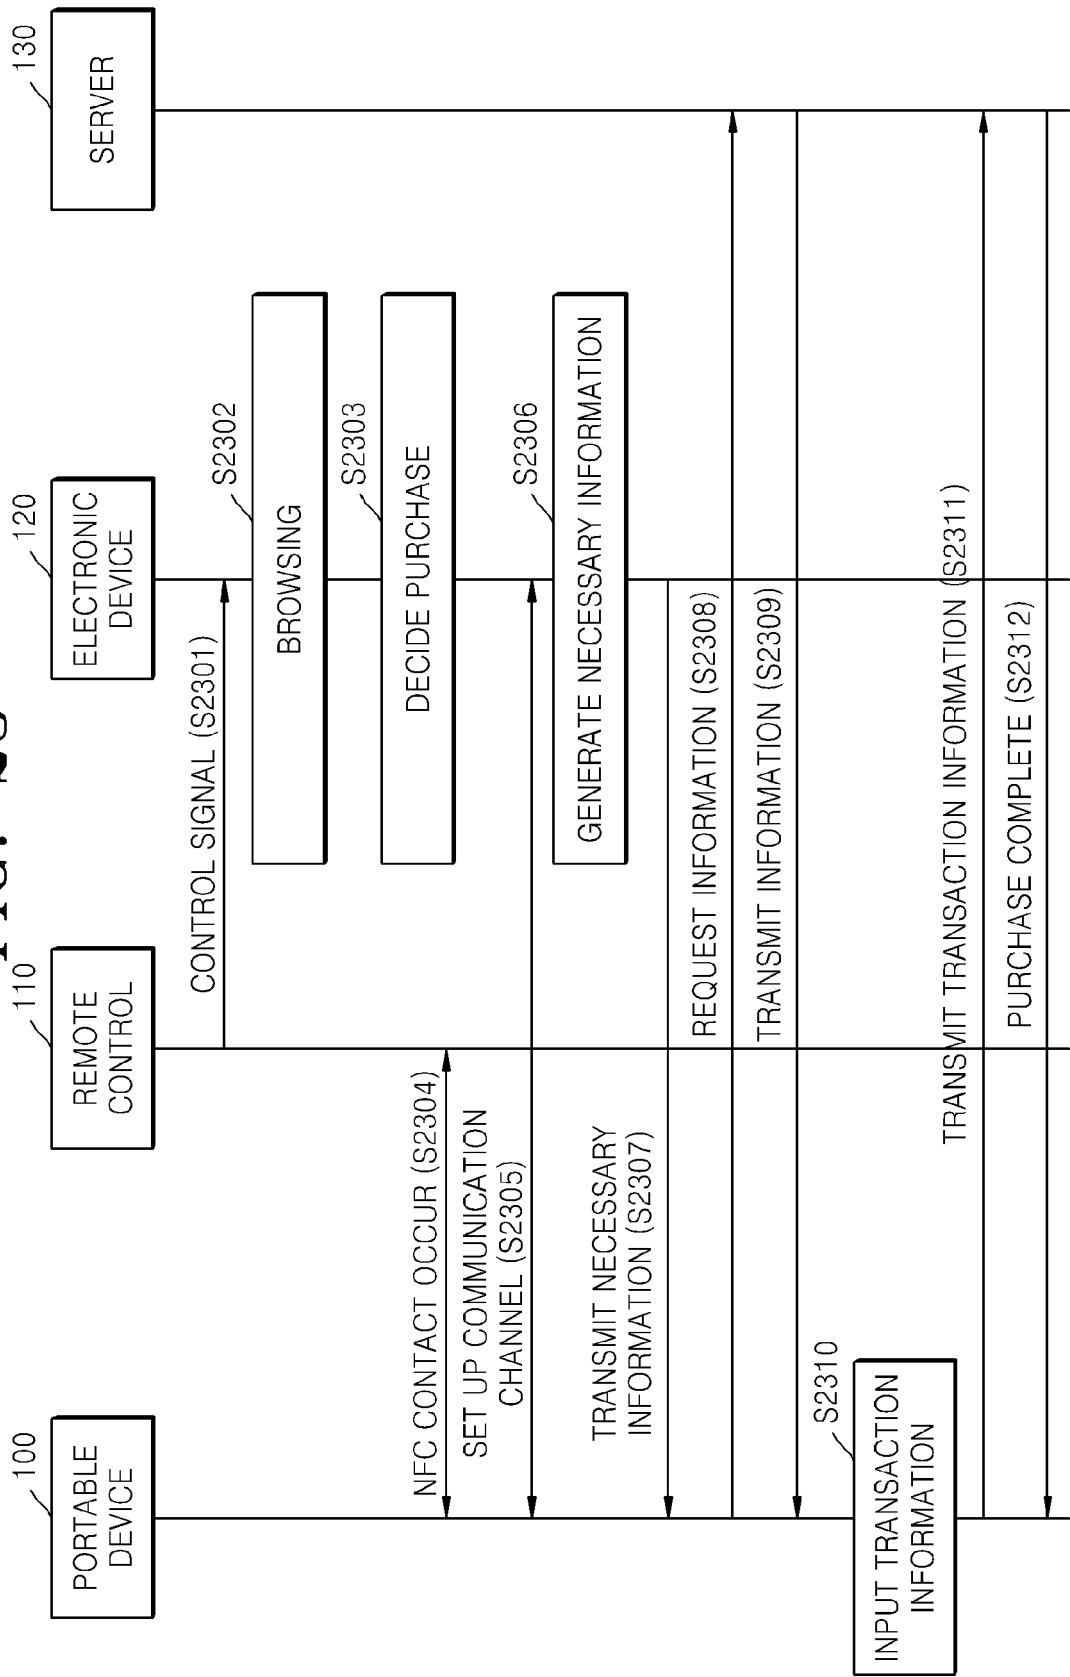 100
PORTABLE
DEVICE
110
REMOTE
CONTROL
120
ELECTRONIC
DEVICE
130
SERVER
CONTROL SIGNAL (S2301)
S2302
BROWSING
S2303
DECIDE PURCHASE
NFC CONTACT OCCUR (S2304)
SET UP COMMUNICATION
CHANNEL (S2305)
S2306
GENERATE NECESSARY INFORMATION
TRANSMIT NECESSARY
INFORMATION (S2307)
REQUEST INFORMATION (S2308)
TRANSMIT INFORMATION (S2309)
S2310
INPUT TRANSACTION
INFORMATION
TRANSMIT TRANSACTION INFORMATION (S2311)
PURCHASE COMPLETE (S2312)